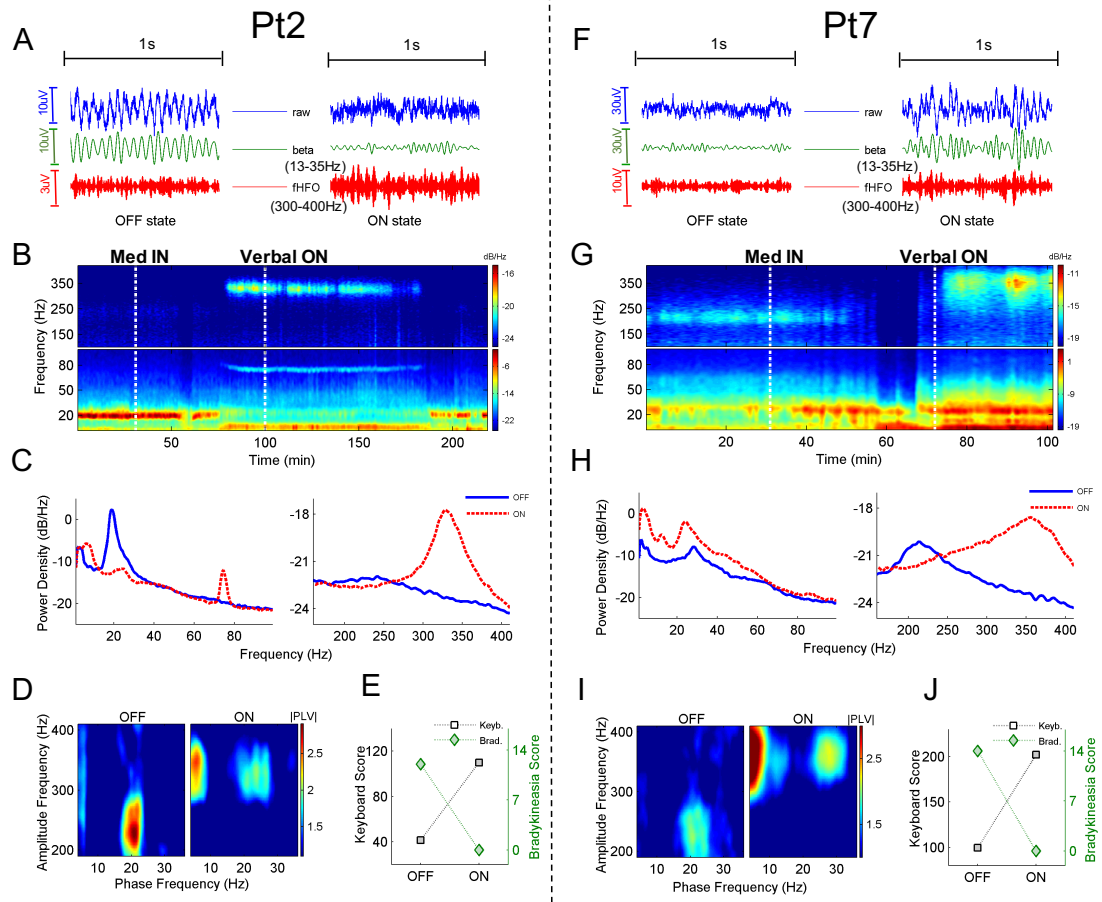 Pt2
A
1s
1s
10uV
raw
10uV
beta
(13-35Hz)
3uV
fHFO
(300-400Hz)
OFF state
ON state
B
Med IN
Verbal ON
dB/Hz
Frequency (Hz)
350
250
150
80
50
20
-16
-20
-24
-6
-14
-22
50
100
150
200
Time (min)
C
Power Density (dB/Hz)
0
-10
-20
20
40
60
80
-18
-21
-24
200
250
300
350
400
OFF
ON
Frequency (Hz)
D
OFF
ON
|PLV|
Amplitude Frequency (Hz)
400
300
200
10
20
30
10
20
30
2.5
2
1.5
Phase Frequency (Hz)
E
Keyb.
Brad.
Keyboard Score
120
80
40
14
7
0
Bradykineasia Score
OFF
ON
Pt7
F
1s
1s
30uV
raw
30uV
beta
(13-35Hz)
10uV
fHFO
(300-400Hz)
OFF state
ON state
G
Med IN
Verbal ON
dB/Hz
Frequency (Hz)
350
250
150
80
50
20
-11
-15
-19
1
-9
-19
20
40
60
80
100
Time (min)
H
Power Density (dB/Hz)
0
-10
-20
20
40
60
80
-18
-21
-24
200
250
300
350
400
OFF
ON
Frequency (Hz)
I
OFF
ON
|PLV|
Amplitude Frequency (Hz)
400
300
200
10
20
30
10
20
30
2.5
1.5
Phase Frequency (Hz)
J
Keyb.
Brad.
Keyboard Score
200
150
100
14
7
0
Bradykineasia Score
OFF
ON